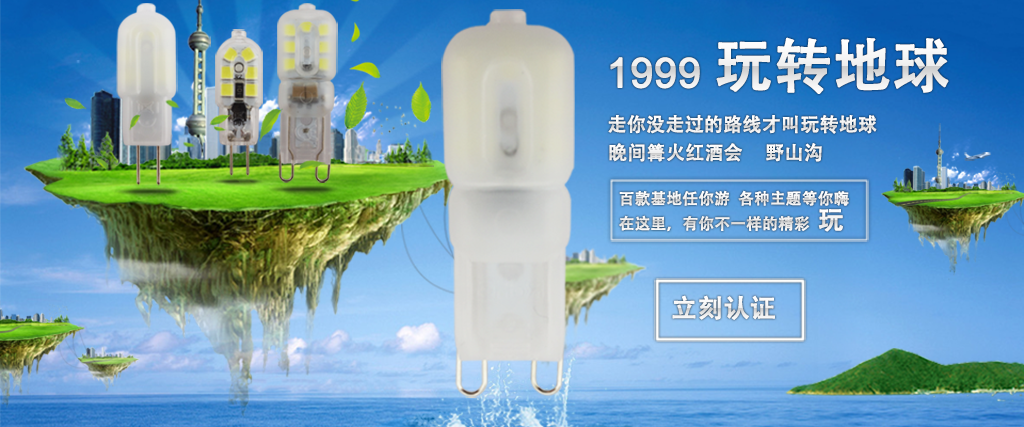 1999 玩转地球
走你没走过的路线才叫玩转地球
晚间篝火红酒会 野山沟
百款基地任你游 各种主题等你嗨
在这里，有你不一样的精彩 玩
立刻认证